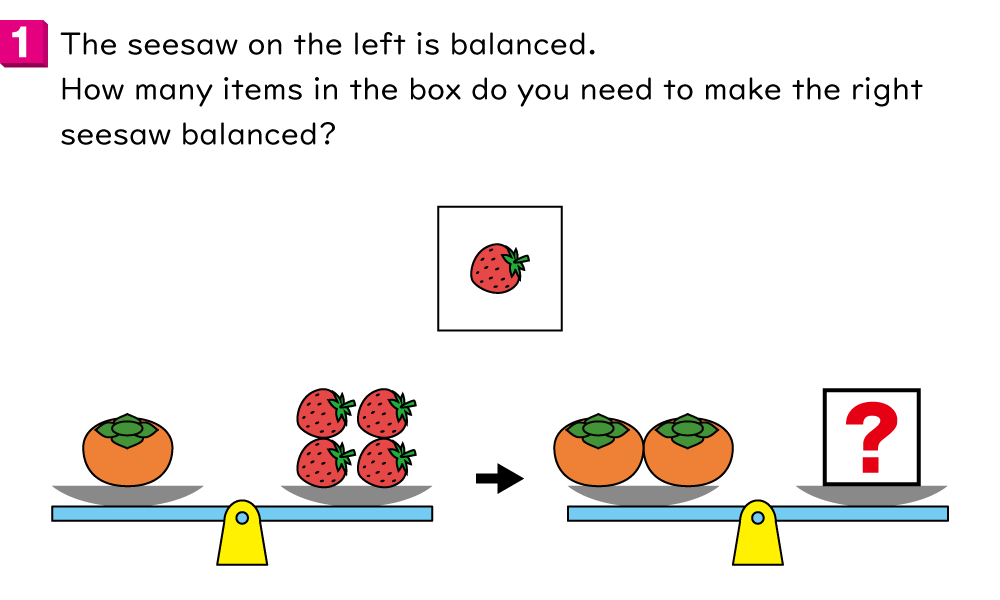 1 The seesaw on the left is balanced.
How many items in the box do you need to make the right
seesaw balanced?
?